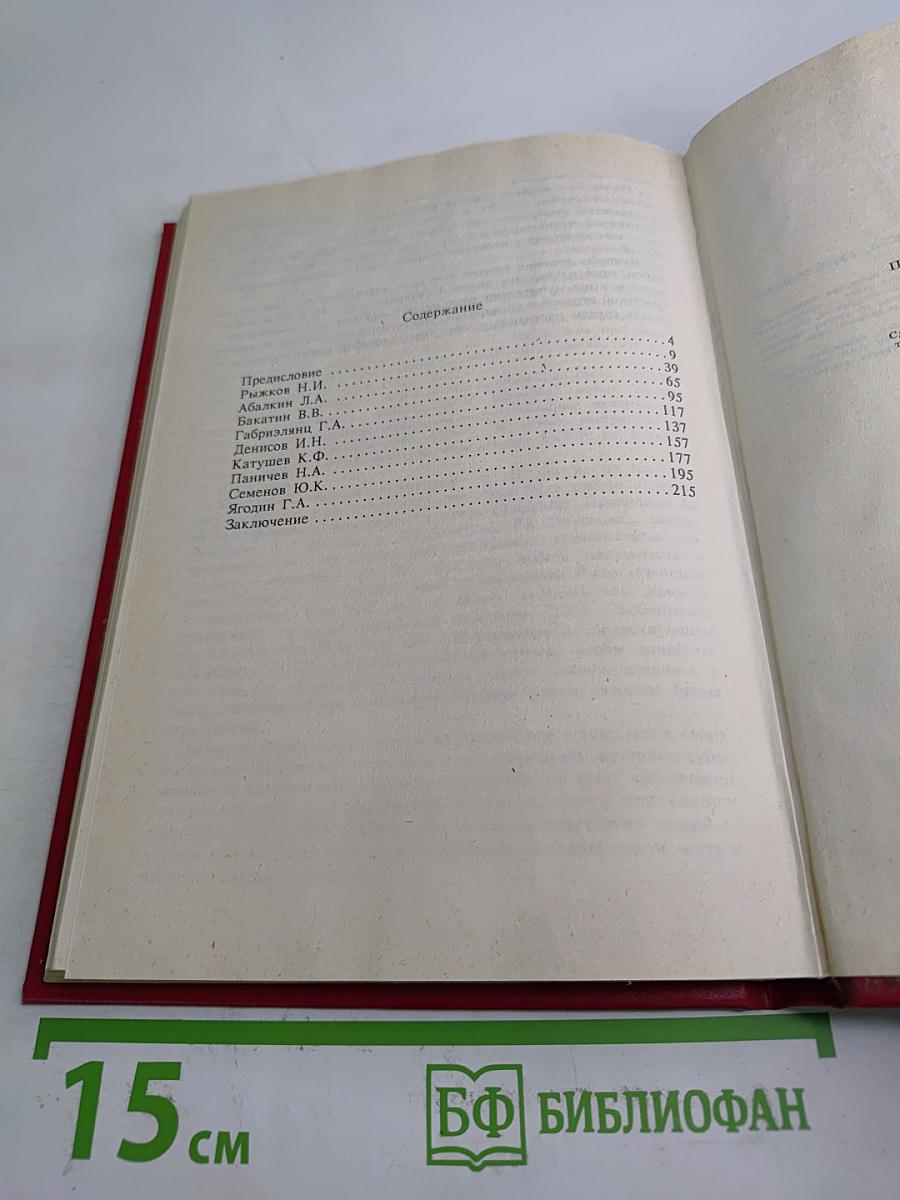 Содержание
Предисловие . . . . . . . . . . . . . . . . . . . . . . . . . . 4
Рыжков Н.И. . . . . . . . . . . . . . . . . . . . . . . . . . 9
Абалкин Л.А. . . . . . . . . . . . . . . . . . . . . . . . . . 39
Бакатин В.В. . . . . . . . . . . . . . . . . . . . . . . . . . 65
Габриэлянц Г.А. . . . . . . . . . . . . . . . . . . . . . . . . . 95
Денисов И.Н. . . . . . . . . . . . . . . . . . . . . . . . . . 117
Катушев К.Ф. . . . . . . . . . . . . . . . . . . . . . . . . . 137
Паничев Н.А. . . . . . . . . . . . . . . . . . . . . . . . . . 157
Семенов Ю.К. . . . . . . . . . . . . . . . . . . . . . . . . . 177
Ягодин Г.А. . . . . . . . . . . . . . . . . . . . . . . . . . 195
Заключение . . . . . . . . . . . . . . . . . . . . . . . . . . 215
15 см
БФ БИБЛИОФАН